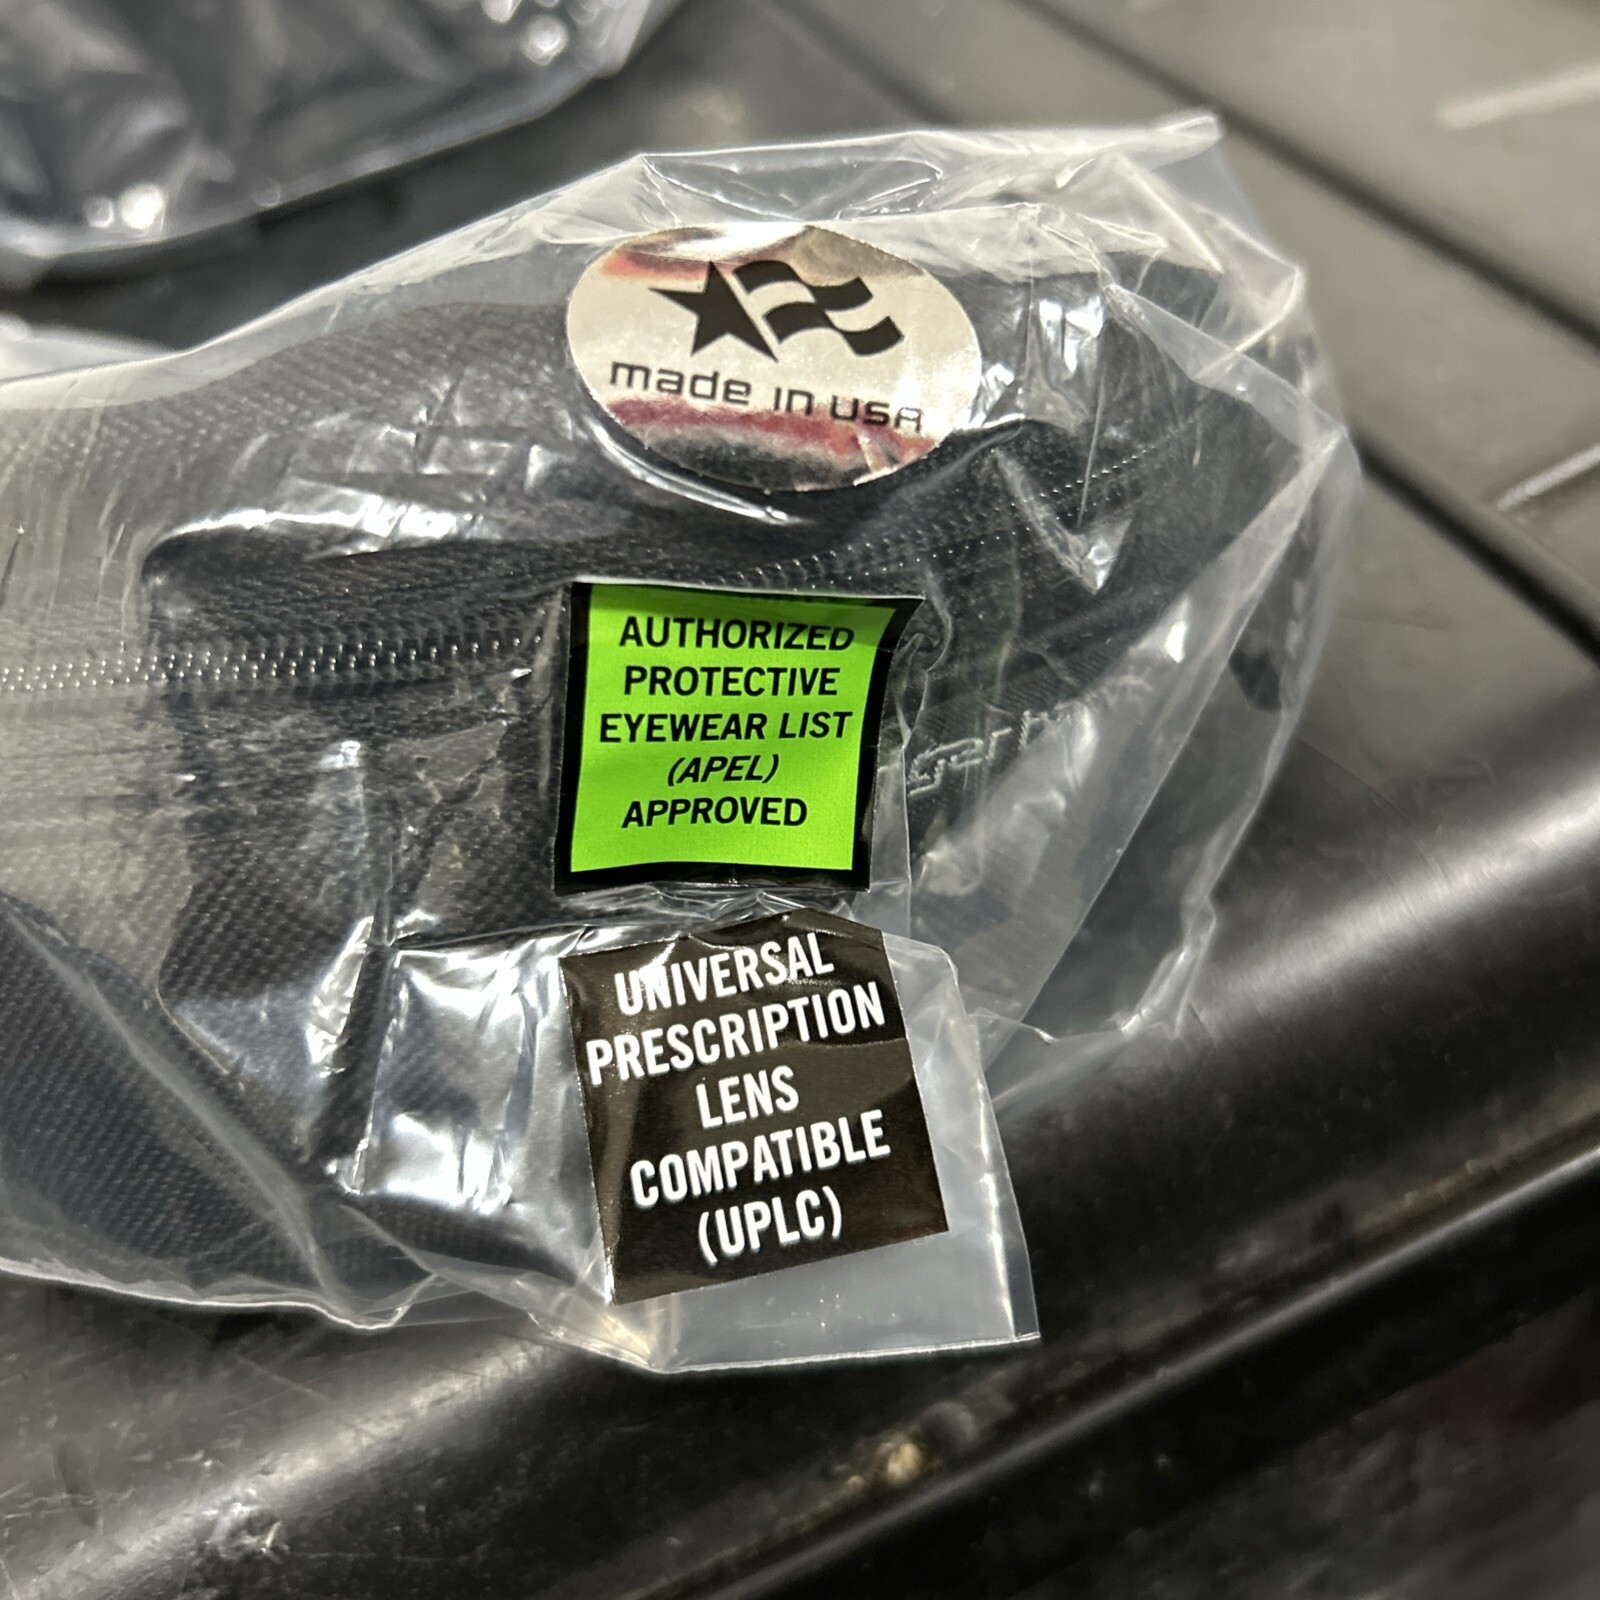 made in USA
AUTHORIZED
PROTECTIVE
EYEWEAR LIST
(APEL)
APPROVED
UNIVERSAL
PRESCRIPTION
LENS
COMPATIBLE
(UPLC)